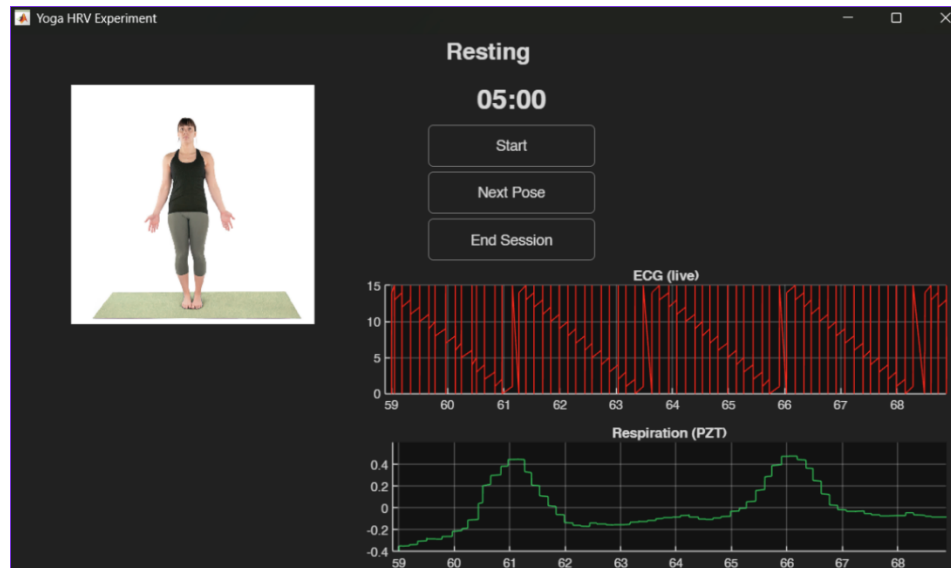 Yoga HRV Experiment
Resting
05:00
Start
Next Pose
End Session
ECG (live)
15
10
5
0
59 60 61 62 63 64 65 66 67 68
Respiration (PZT)
0.4
0.2
0
-0.2
-0.4
59 60 61 62 63 64 65 66 67 68